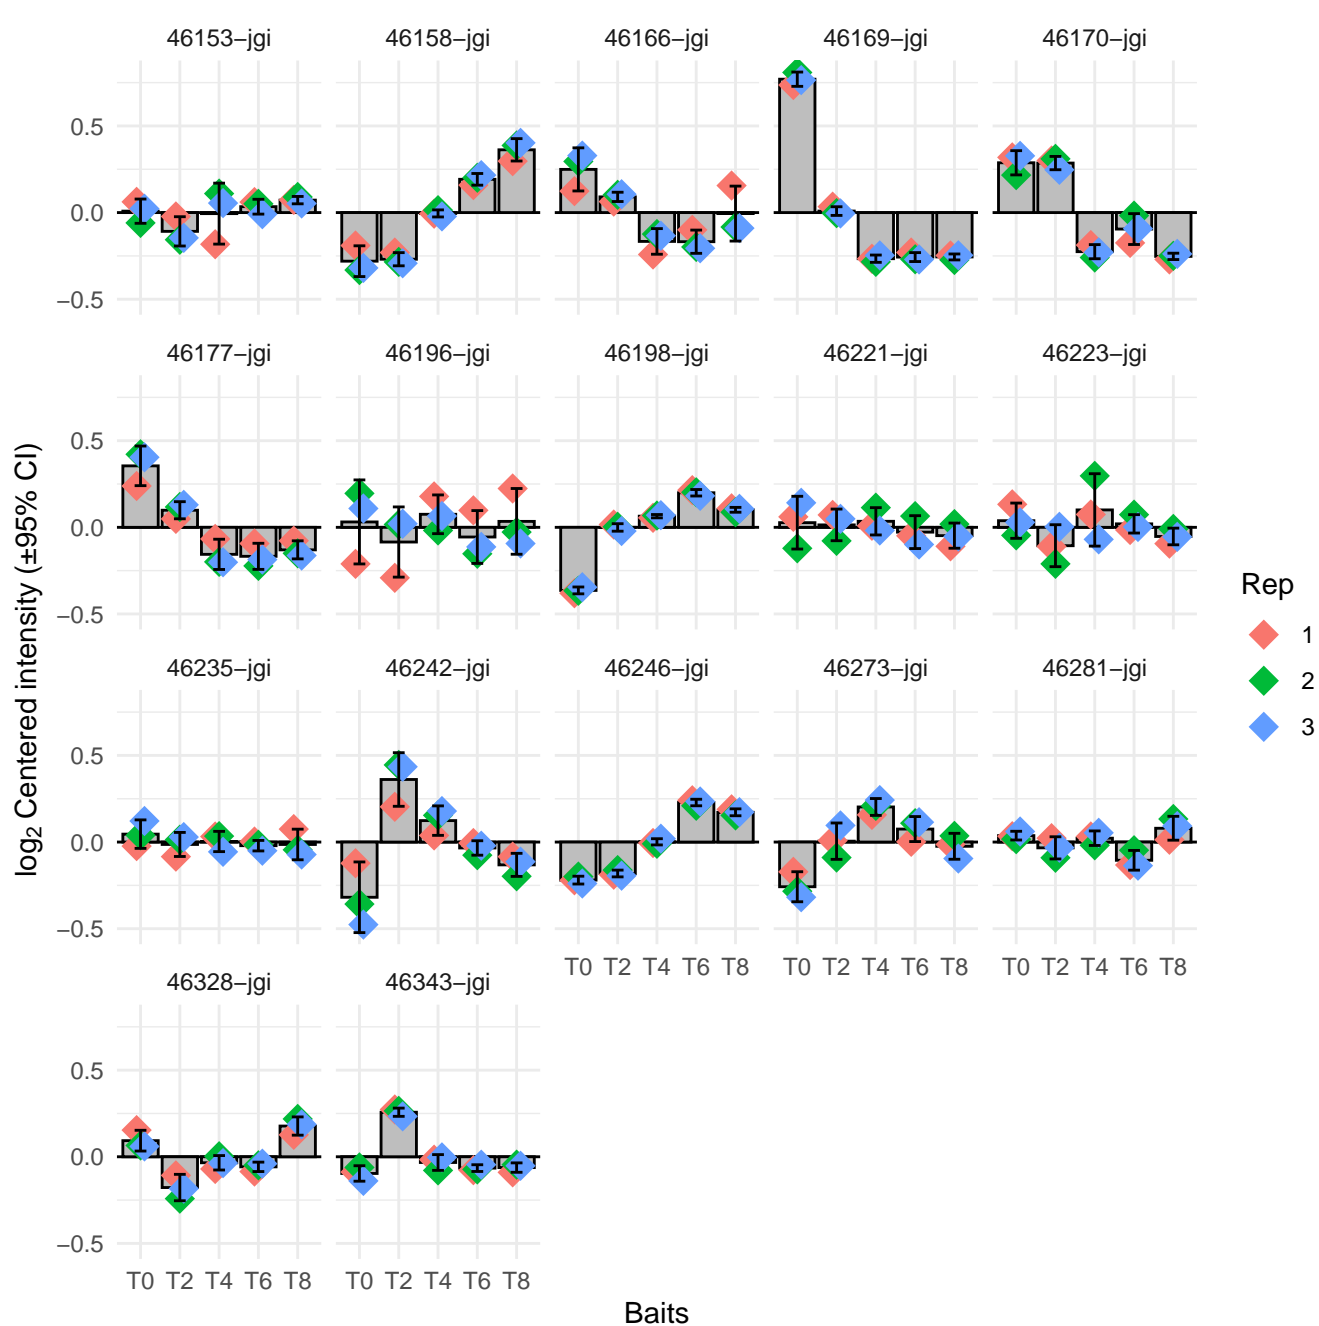 46153−jgi 46158−jgi 46166−jgi 46169−jgi 46170−jgi
0.5
0.0
−0.5
46177−jgi 46196−jgi 46198−jgi 46221−jgi 46223−jgi
0.5
0.0
−0.5
46235−jgi 46242−jgi 46246−jgi 46273−jgi 46281−jgi
0.5
0.0
−0.5
T0 T2 T4 T6 T8 T0 T2 T4 T6 T8 T0 T2 T4 T6 T8
46328−jgi 46343−jgi
0.5
0.0
−0.5
T0 T2 T4 T6 T8 T0 T2 T4 T6 T8
Baits
log2 Centered intensity (±95% CI)
Rep
1
2
3